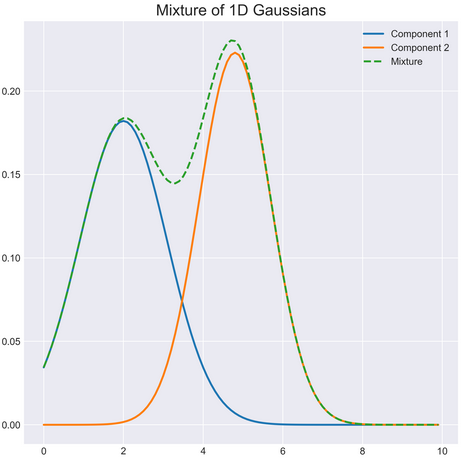 Mixture of 1D Gaussians
Component 1
Component 2
Mixture
0.20
0.15
0.10
0.05
0.00
0 2 4 6 8 10